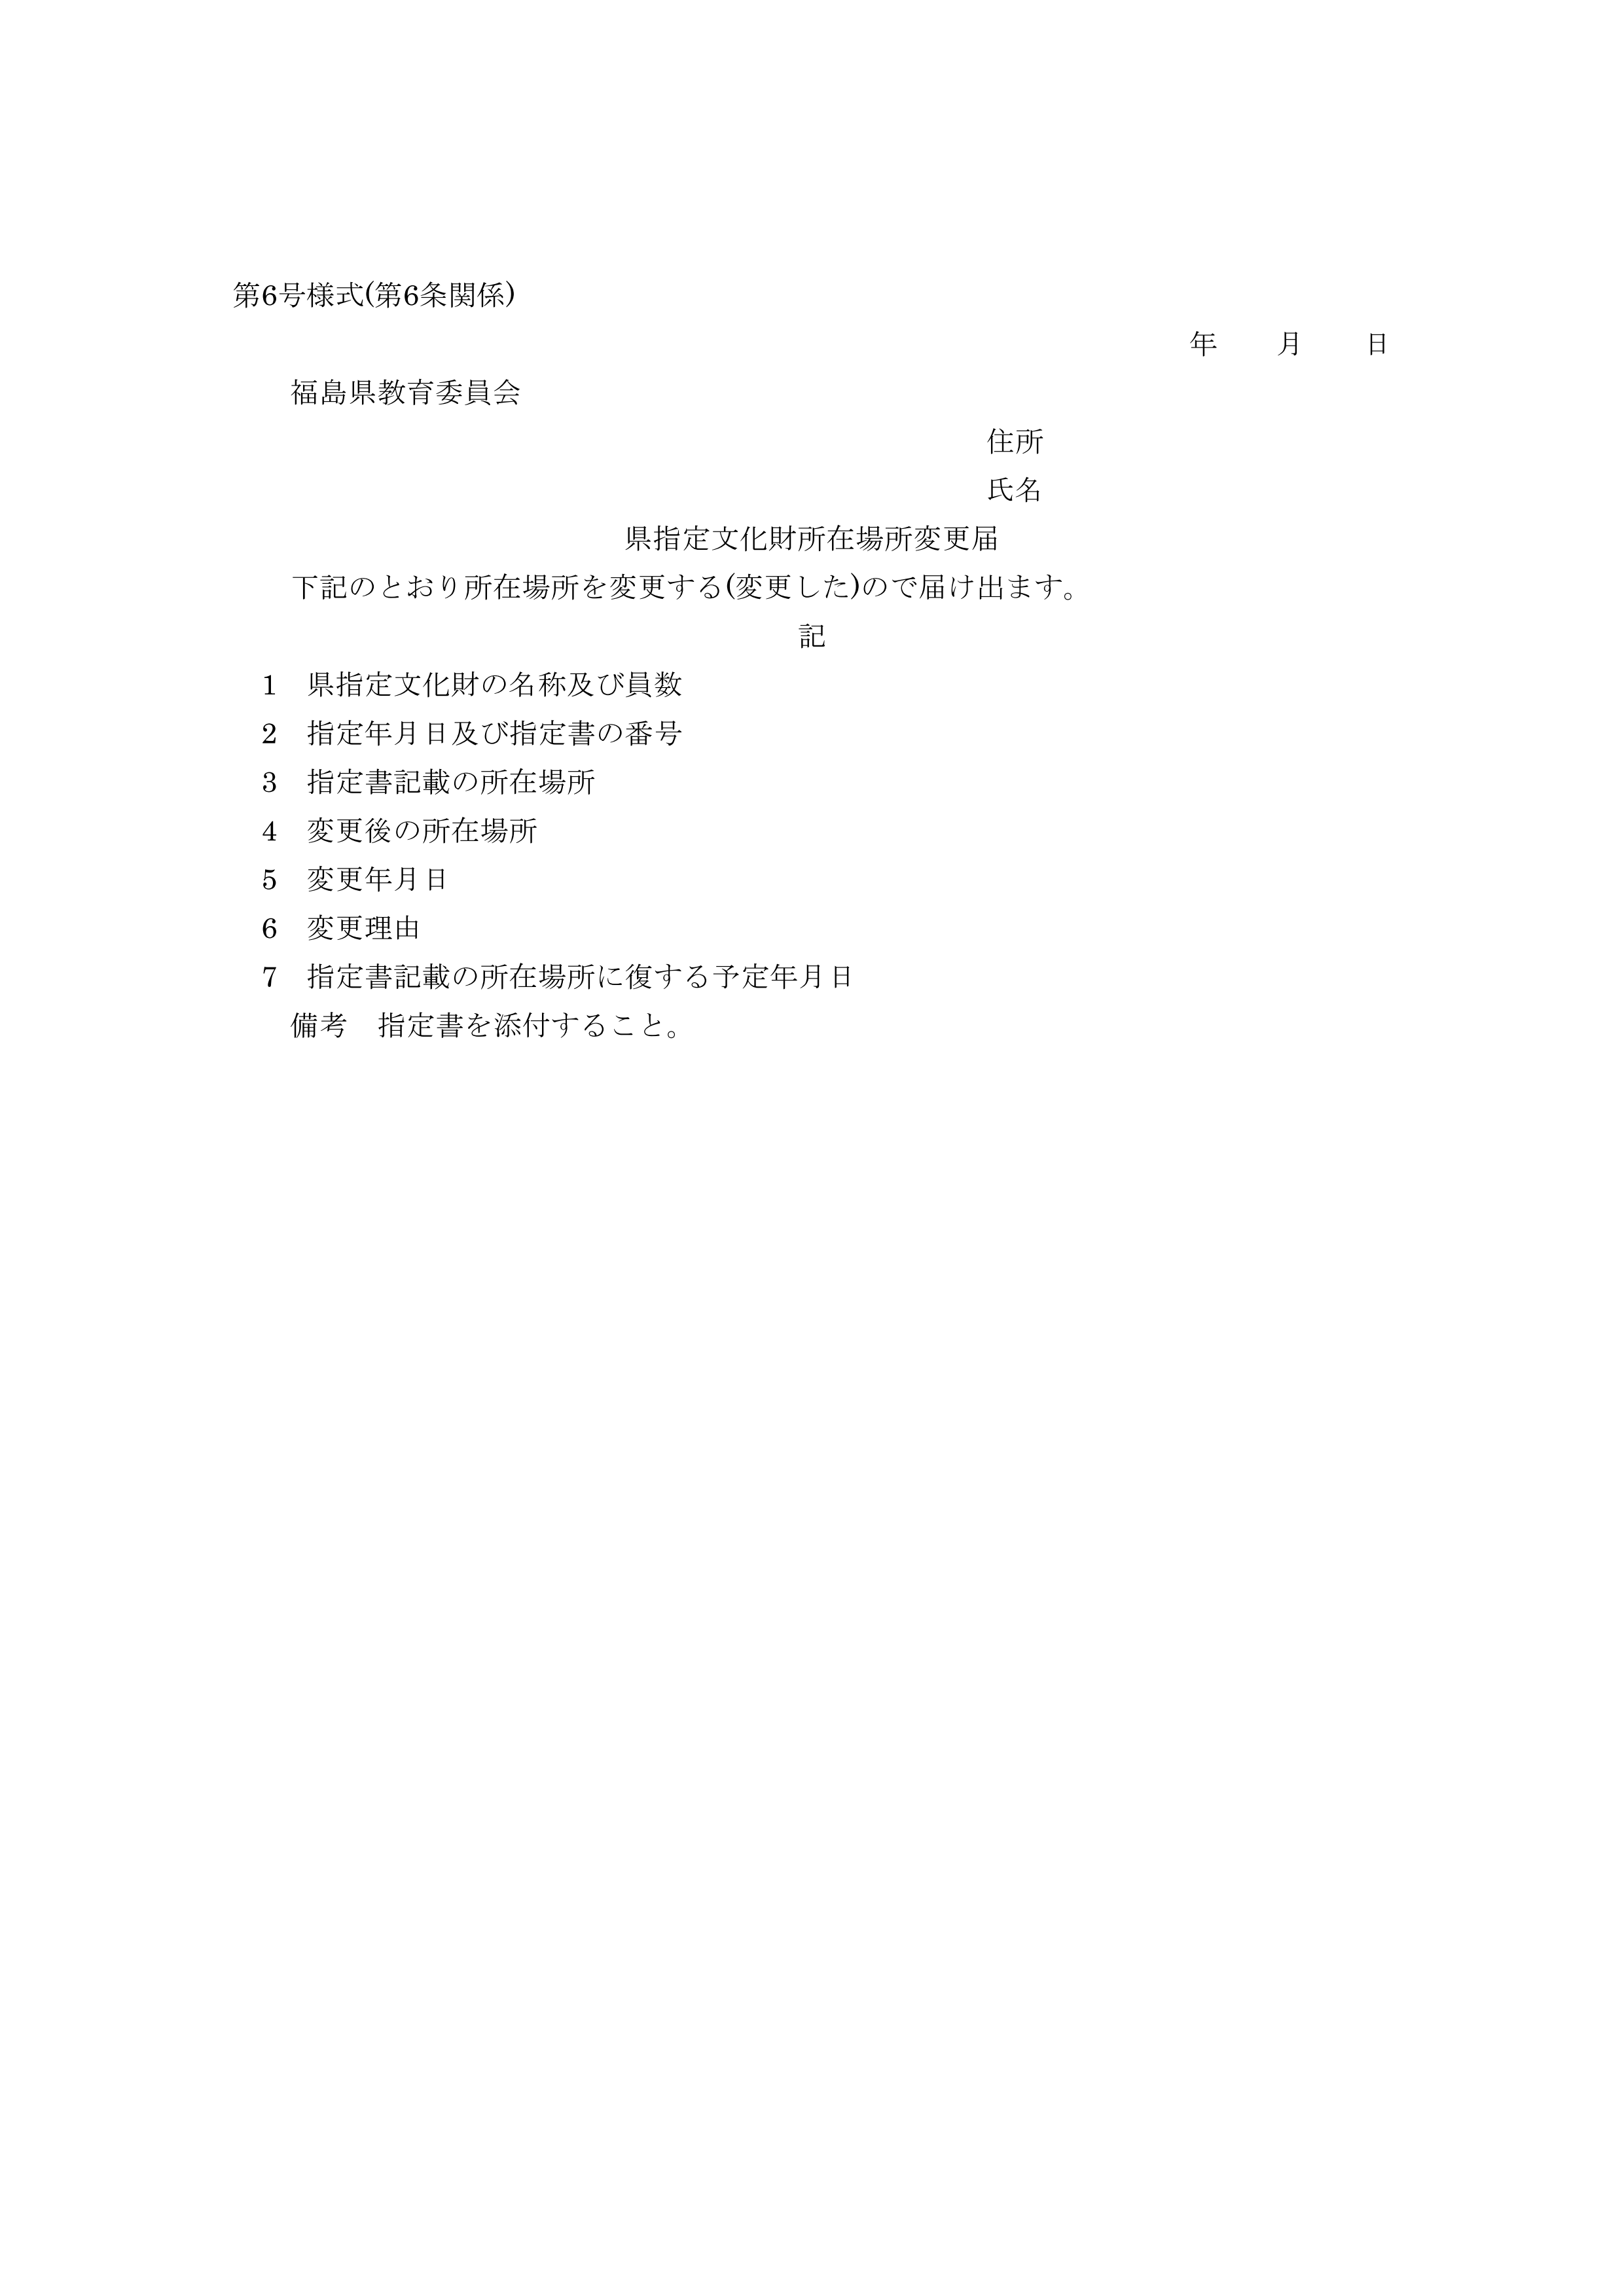 第6号様式(第6条関係)
年　　月　　日
福島県教育委員会
住所
氏名
県指定文化財所在場所変更届
下記のとおり所在場所を変更する(変更した)ので届け出ます。
記
1　県指定文化財の名称及び員数
2　指定年月日及び指定書の番号
3　指定書記載の所在場所
4　変更後の所在場所
5　変更年月日
6　変更理由
7　指定書記載の所在場所に復する予定年月日
備考　指定書を添付すること。